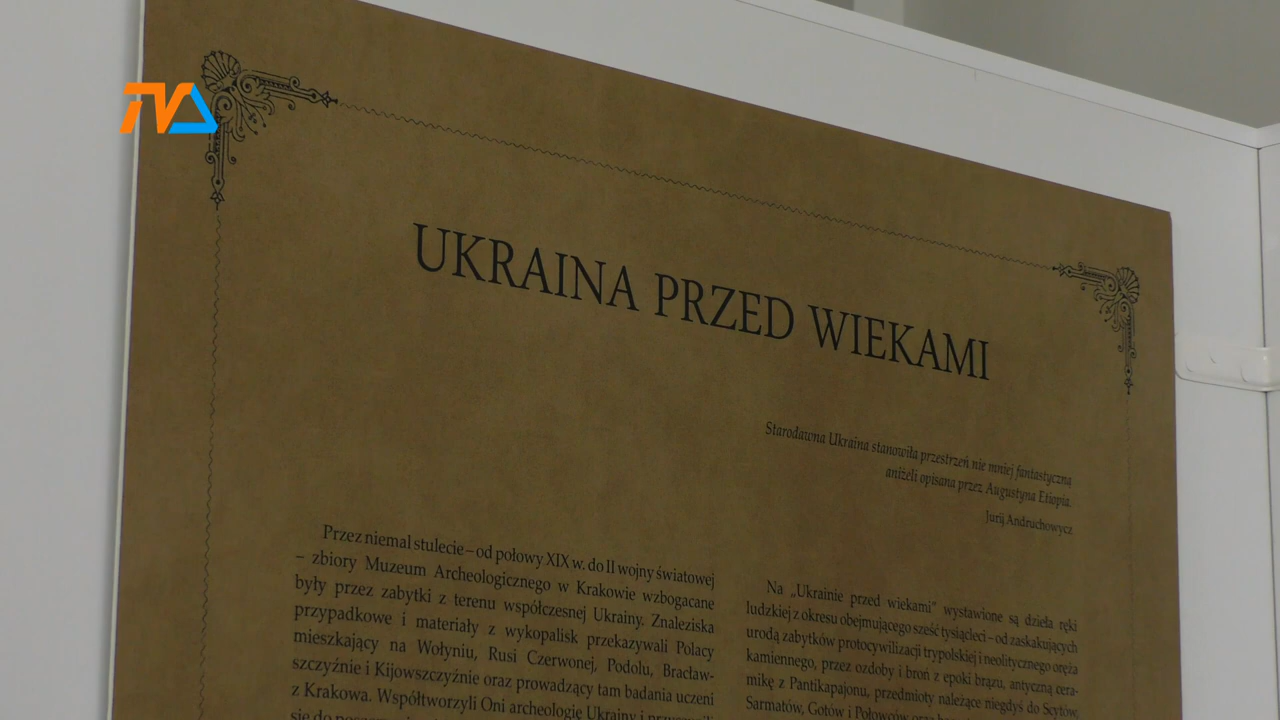 TVA
UKRAINA PRZED WIEKAMI
Starodawna Ukraina stanowiła przestrzeń nie mniej fantastyczną
aniżeli opisana przez Augustyna Etiopia.
Jurij Andruchowycz
Przez niemal stulecie – od połowy XIX w. do II wojny światowej
– zbiory Muzeum Archeologicznego w Krakowie wzbogacane
były przez zabytki z terenu współczesnej Ukrainy. Znaleziska
przypadkowe i materiały z wykopalisk przekazywali Polacy
mieszkający na Wołyniu, Rusi Czerwonej, Podolu, Bracław-
szczyźnie i Kijowszczyźnie oraz prowadzący tam badania uczeni
z Krakowa. Współtworzyli Oni archeologię Ukrainy i
się do
Na „Ukrainie przed wiekami” wystawione są dzieła ręki
ludzkiej z okresu obejmującego sześć tysiącleci – od zaskakujących
urodą zabytków protocywilizacji trypolskiej i neolitycznego oręża
kamiennego, przez ozdoby i broń z epoki brązu, antyczną cera-
mikę z Pantikapajonu, przedmioty należące niegdyś do Scytów,
Sarmatów, Gotów i Połowców oraz